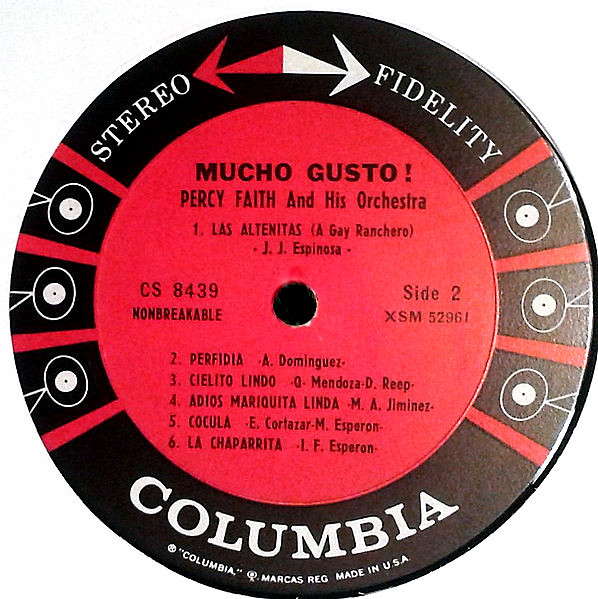 STEREO FIDELITY
MUCHO GUSTO!
PERCY FAITH And His Orchestra
1. LAS ALTENITAS (A Gay Ranchero)
- J. J. Espinosa -
CS 8439
NONBREAKABLE
Side 2
XSM 52961
2. PERFIDIA -A. Dominguez-
3. CIELITO LINDO -Q- Mendoza-D. Reep-
4. ADIOS MARIQUITA LINDA -M. A. Jiminez-
5. COCULA -E. Cortazar-M. Esperon-
6. LA CHAPARRITA -I. F. Esperon-
COLUMBIA
® "COLUMBIA," ® MARCAS REG MADE IN U.S.A.